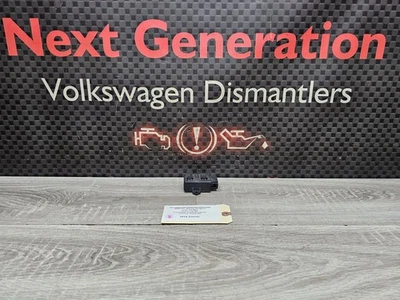 Next Generation
Volkswagen Dismantlers